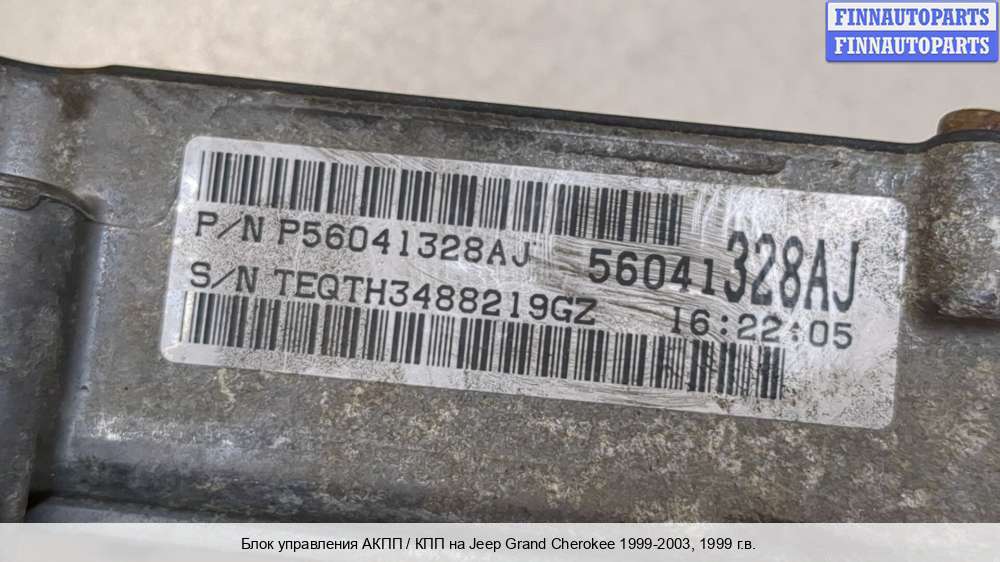 FINNAUTOPARTS
FINNAUTOPARTS
P/N P56041328AJ 56041328AJ
S/N TEQTH3488219GZ 16:22:05
Блок управления АКПП / КПП на Jeep Grand Cherokee 1999-2003, 1999 г.в.